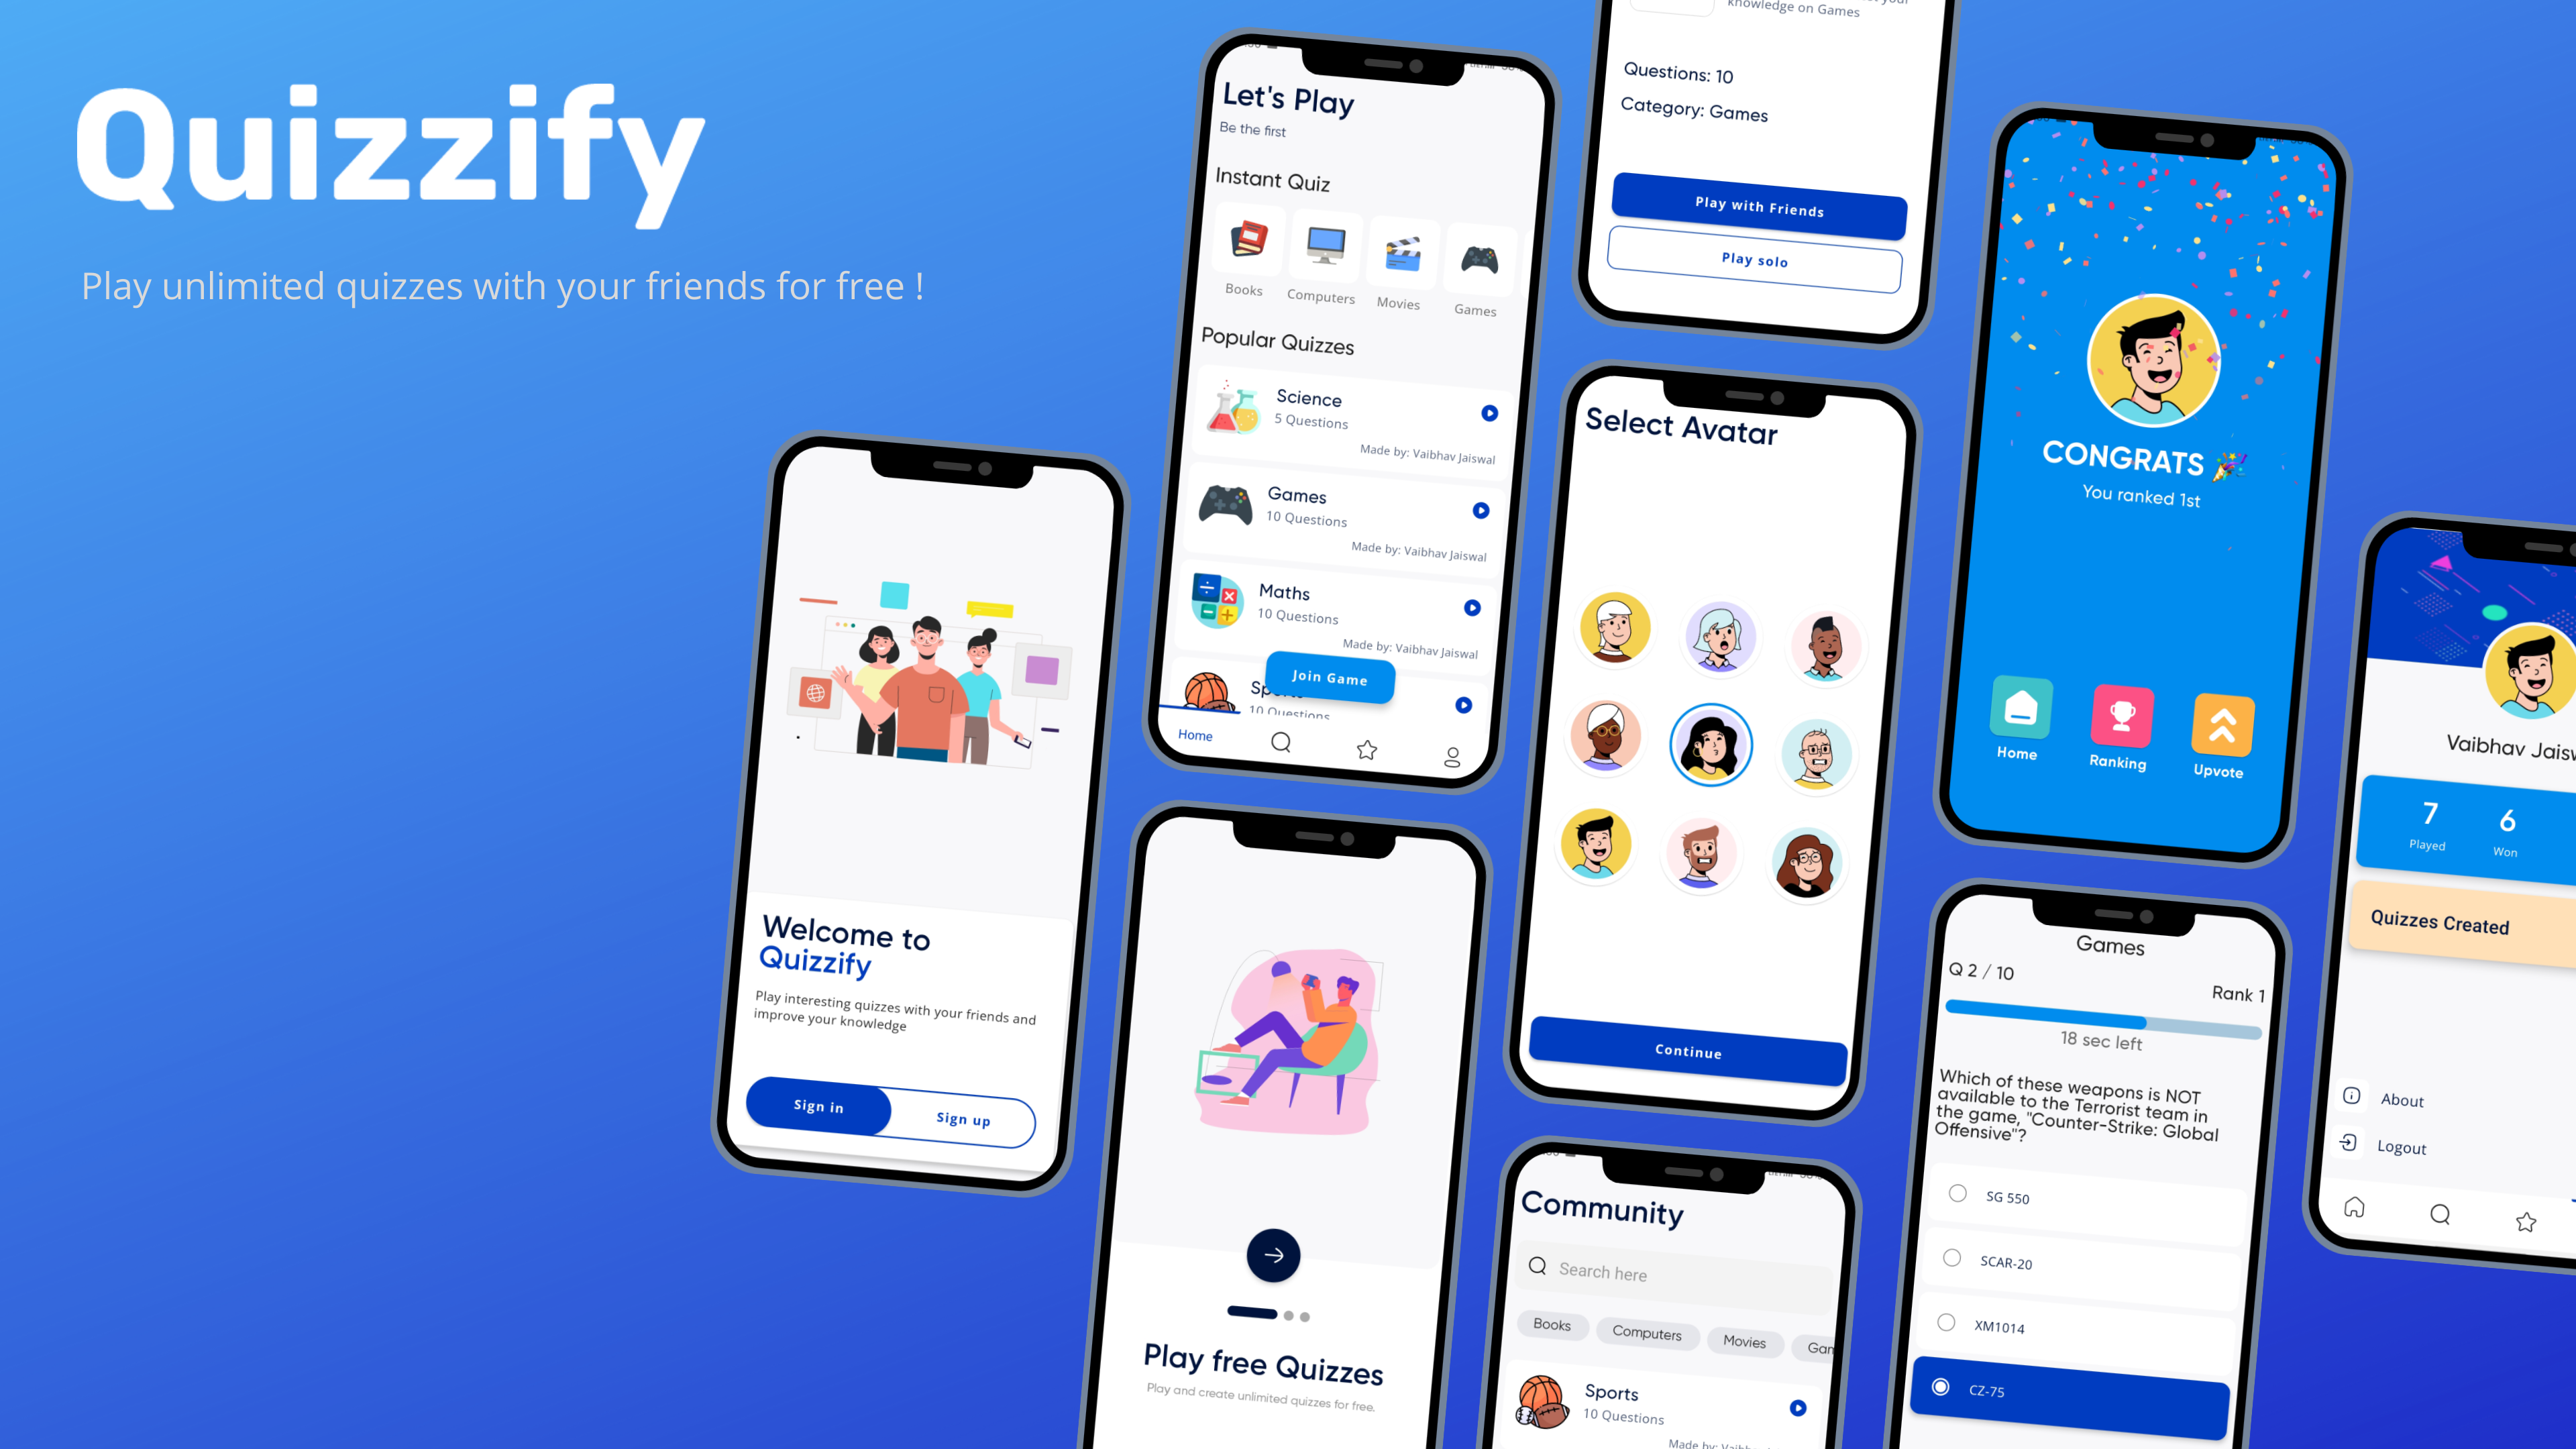 Quizzify
Play unlimited quizzes with your friends for free !
Welcome to
Quizzify
Play interesting quizzes with your friends and
improve your knowledge
Sign in
Sign up
Let's Play
Be the first
Instant Quiz
Books
Computers
Movies
Games
Popular Quizzes
Science
5 Questions
Made by: Vaibhav Jaiswal
Games
10 Questions
Made by: Vaibhav Jaiswal
Maths
10 Questions
Made by: Vaibhav Jaiswal
10 Questions
Join Game
Home
Play free Quizzes
Play and create unlimited quizzes for free.
knowledge on Games
Questions: 10
Category: Games
Play with Friends
Play solo
Select Avatar
Continue
Community
Search here
Books
Computers
Movies
Sports
10 Questions
Made by:
CONGRATS 🎉
You ranked 1st
Home
Ranking
Upvote
Games
Q 2 / 10
Rank 1
18 sec left
Which of these weapons is NOT
available to the Terrorist team in
the game, "Counter-Strike: Global
Offensive"?
SG 550
SCAR-20
XM1014
CZ-75
Vaibhav
7
Played
6
Won
Quizzes Created
About
Logout